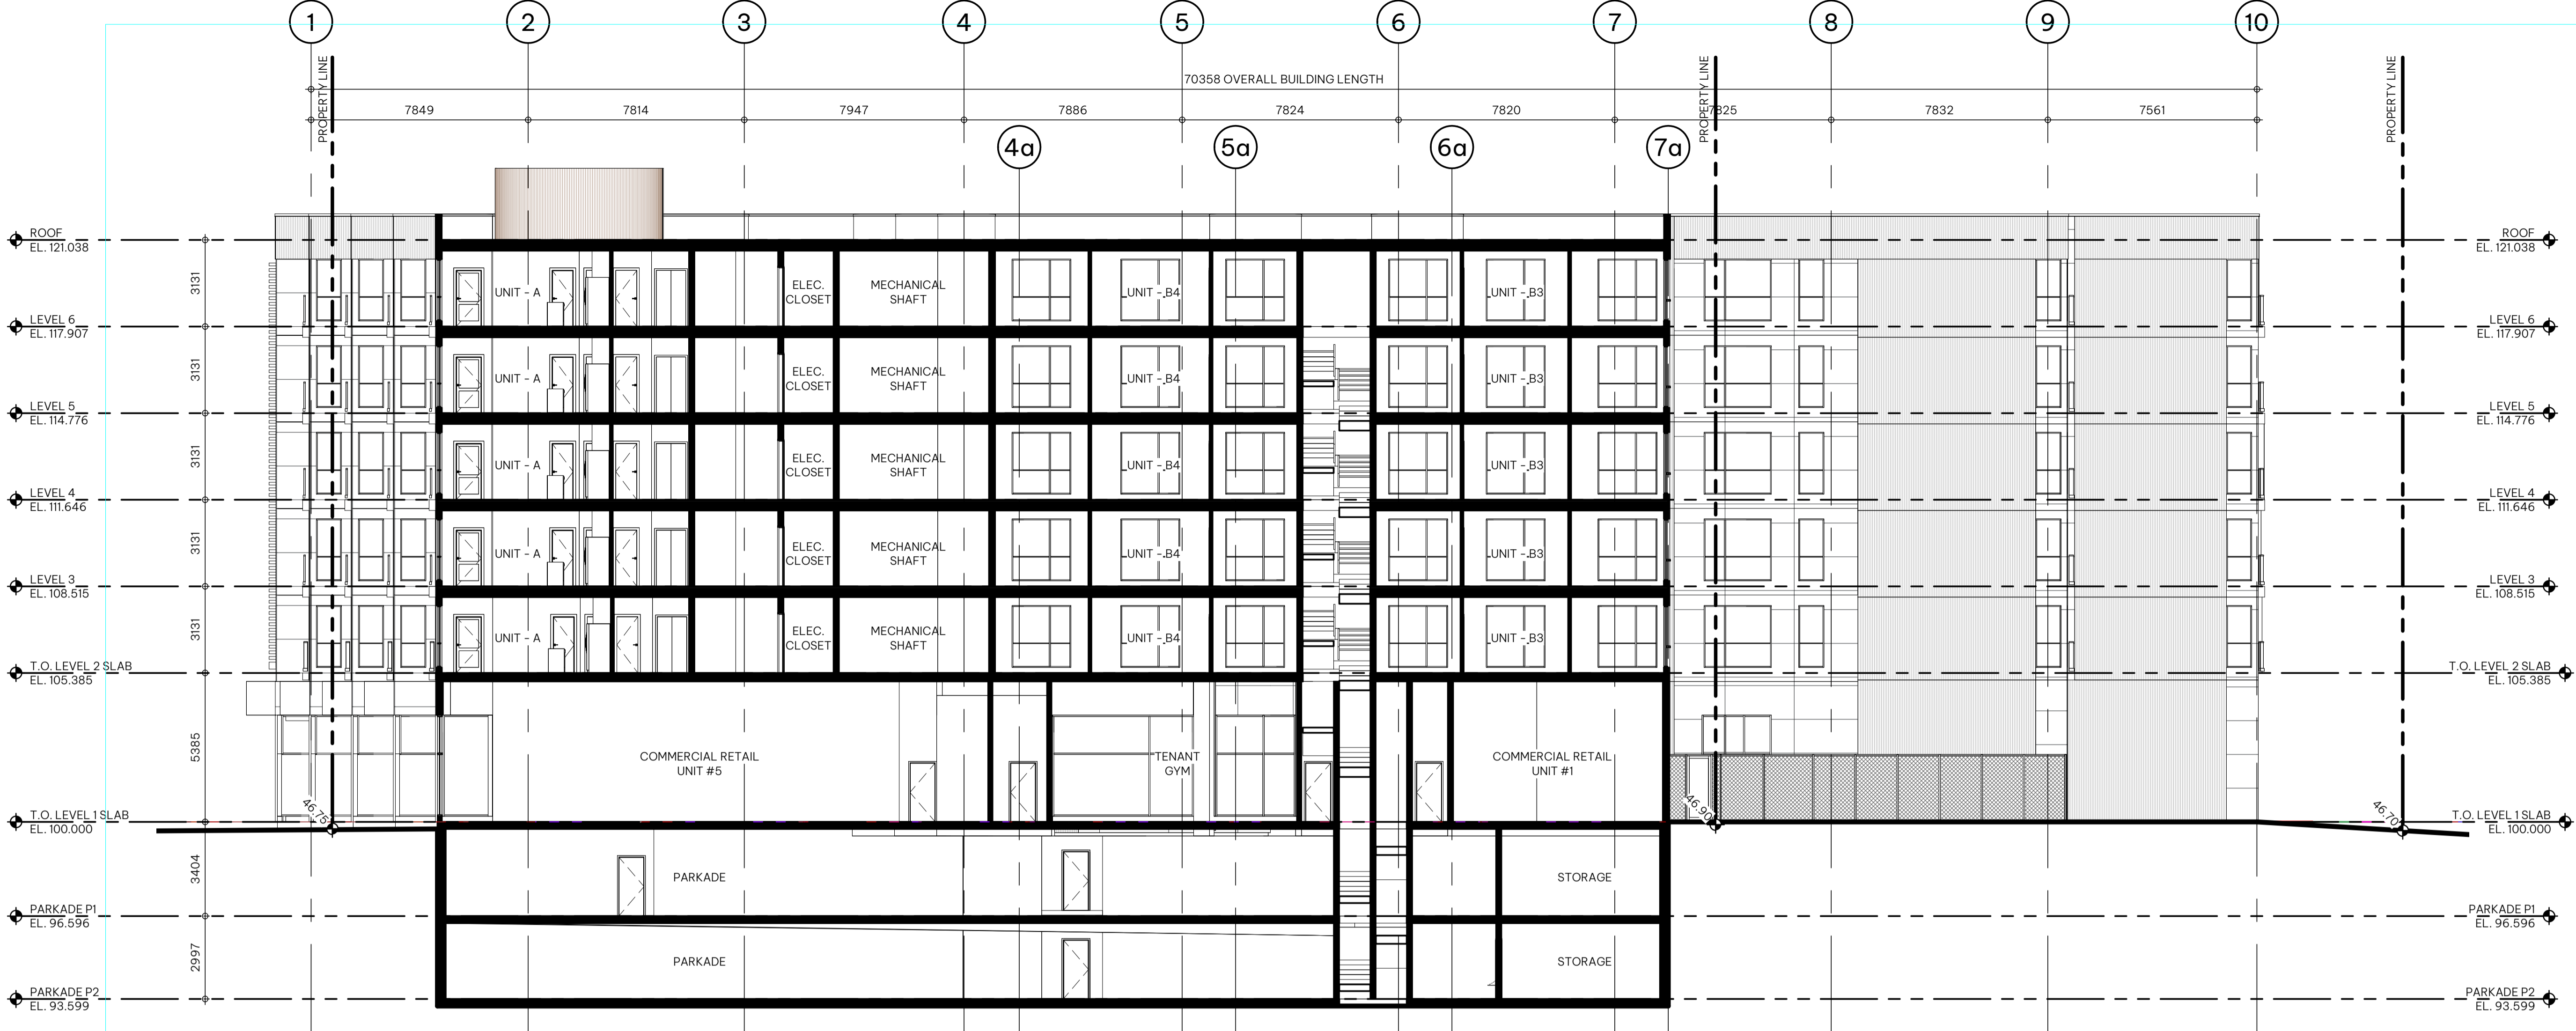 1 2 3 4 5 6 7 8 9 10
PROPERTY LINE
PROPERTY LINE
PROPERTY LINE
70358 OVERALL BUILDING LENGTH
7849 7814 7947 7886 7824 7820 7825 7832 7561
4a 5a 6a 7a
ROOF
EL. 121.038
ROOF
EL. 121.038
3131
UNIT - A
ELEC.
CLOSET
MECHANICAL
SHAFT
UNIT - B4
UNIT - B3
LEVEL 6
EL. 117.907
LEVEL 6
EL. 117.907
3131
UNIT - A
ELEC.
CLOSET
MECHANICAL
SHAFT
UNIT - B4
UNIT - B3
LEVEL 5
EL. 114.776
LEVEL 5
EL. 114.776
3131
UNIT - A
ELEC.
CLOSET
MECHANICAL
SHAFT
UNIT - B4
UNIT - B3
LEVEL 4
EL. 111.646
LEVEL 4
EL. 111.646
3131
UNIT - A
ELEC.
CLOSET
MECHANICAL
SHAFT
UNIT - B4
UNIT - B3
LEVEL 3
EL. 108.515
LEVEL 3
EL. 108.515
3131
UNIT - A
ELEC.
CLOSET
MECHANICAL
SHAFT
UNIT - B4
UNIT - B3
T.O. LEVEL 2 SLAB
EL. 105.385
T.O. LEVEL 2 SLAB
EL. 105.385
5385
COMMERCIAL RETAIL
UNIT #5
TENANT
GYM
COMMERCIAL RETAIL
UNIT #1
46.75
46.90
46.70
T.O. LEVEL 1 SLAB
EL. 100.000
T.O. LEVEL 1 SLAB
EL. 100.000
3404
PARKADE
STORAGE
PARKADE P1
EL. 96.596
PARKADE P1
EL. 96.596
2997
PARKADE
STORAGE
PARKADE P2
EL. 93.599
PARKADE P2
EL. 93.599